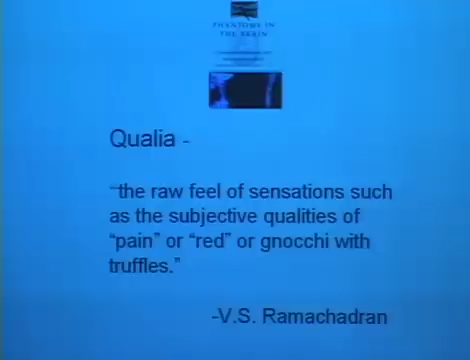 PHANTOMS IN
THE BRAIN
Qualia -
“the raw feel of sensations such
as the subjective qualities of
“pain” or “red” or gnocchi with
truffles.”
-V.S. Ramachadran